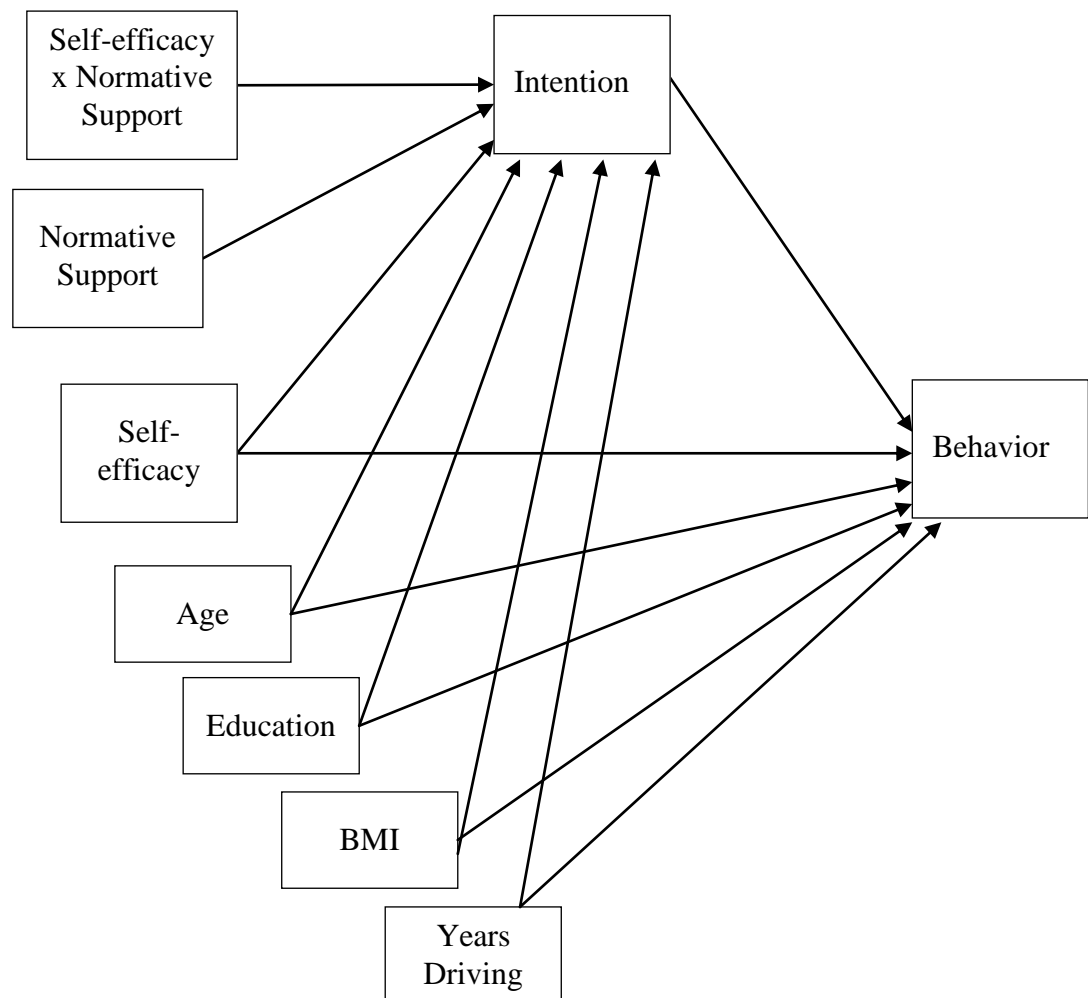 Self-efficacy
x Normative
Support
Intention
Normative
Support
Self-
efficacy
Behavior
Age
Education
BMI
Years
Driving